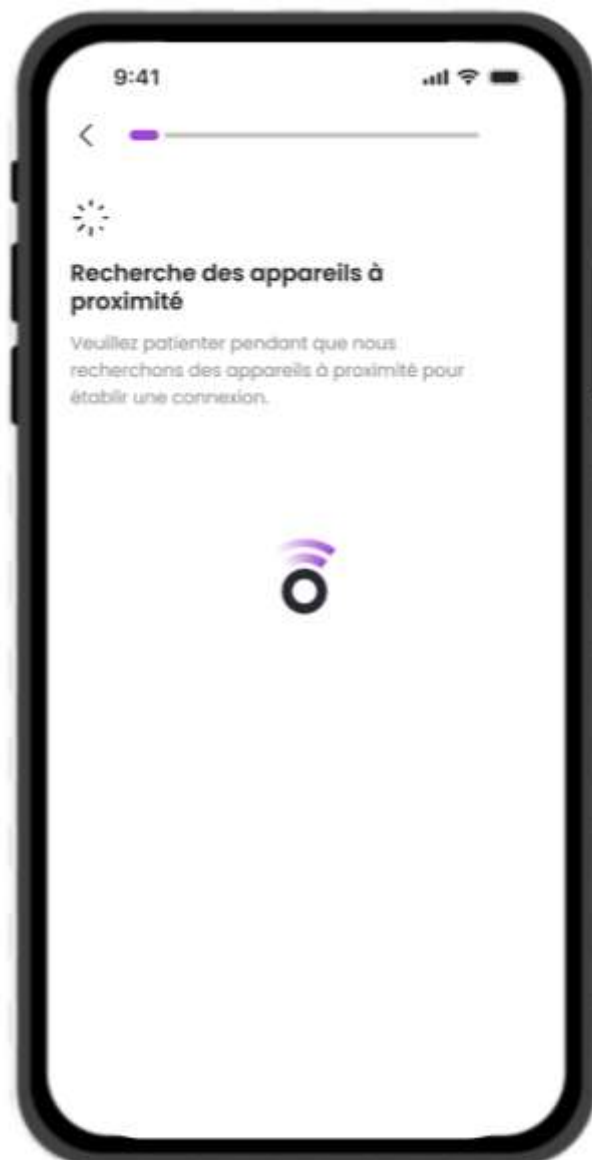 9:41
Recherche des appareils à
proximité
Veuillez patienter pendant que nous
recherchons des appareils à proximité pour
établir une connexion.